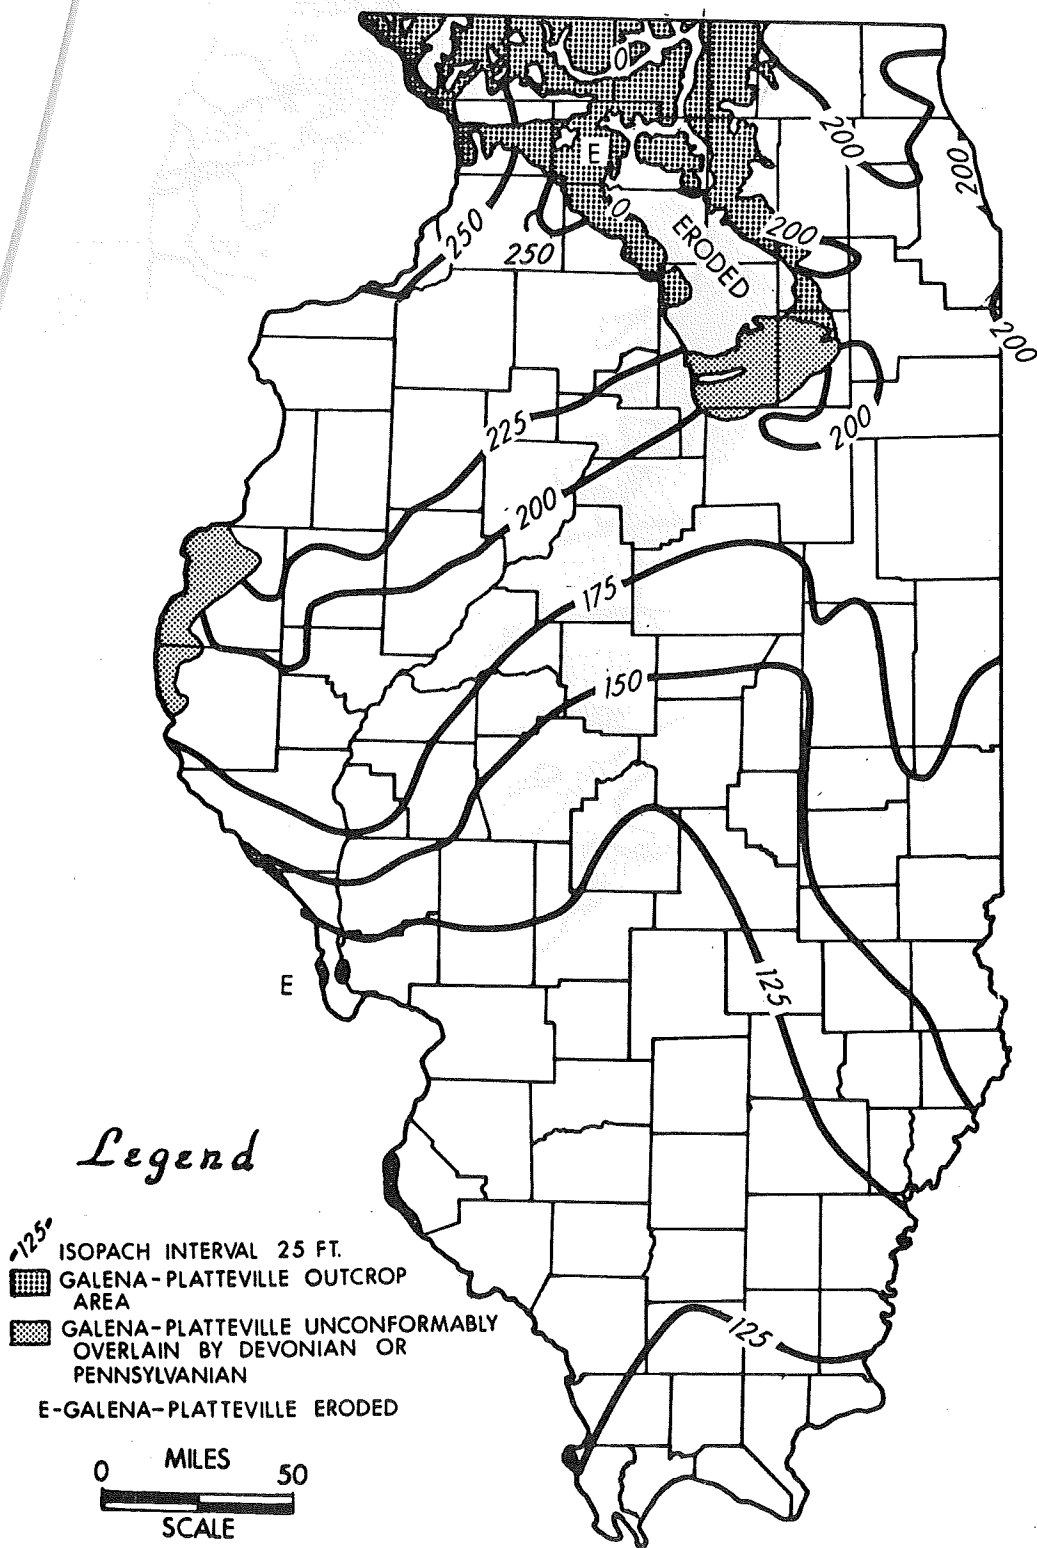 0
200
E
200
0
200
250
250
ERODED
200
225
200
200
175
150
125
E
Legend
125
ISOPACH INTERVAL 25 FT.
GALENA-PLATTEVILLE OUTCROP
AREA
GALENA-PLATTEVILLE UNCONFORMABLY
OVERLAIN BY DEVONIAN OR
PENNSYLVANIAN
125
E-GALENA-PLATTEVILLE ERODED
MILES
0 50
SCALE